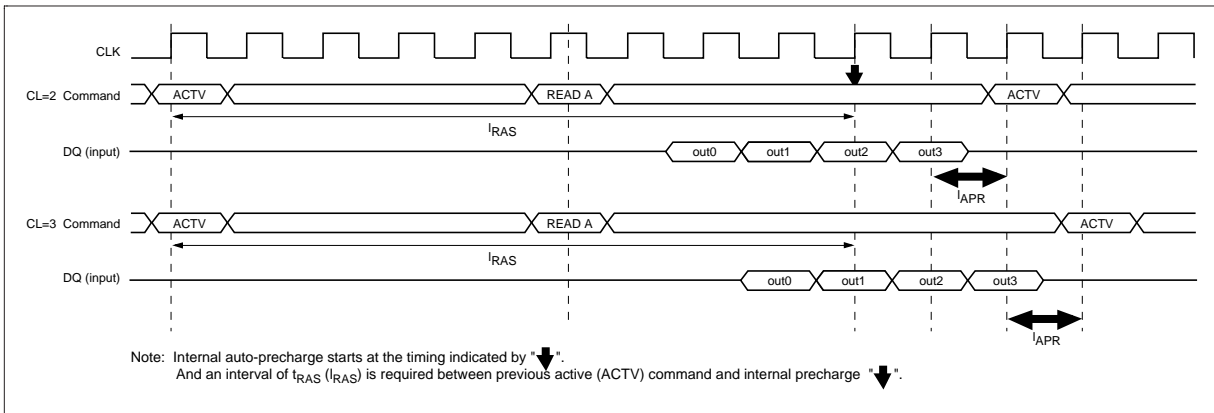 CLK
CL=2 Command ACTV READ A ACTV
lRAS
DQ (input) out0 out1 out2 out3
lAPR
CL=3 Command ACTV READ A ACTV
lRAS
DQ (input) out0 out1 out2 out3
lAPR
Note: Internal auto-precharge starts at the timing indicated by " ".
And an interval of tRAS (lRAS) is required between previous active (ACTV) command and internal precharge " ".